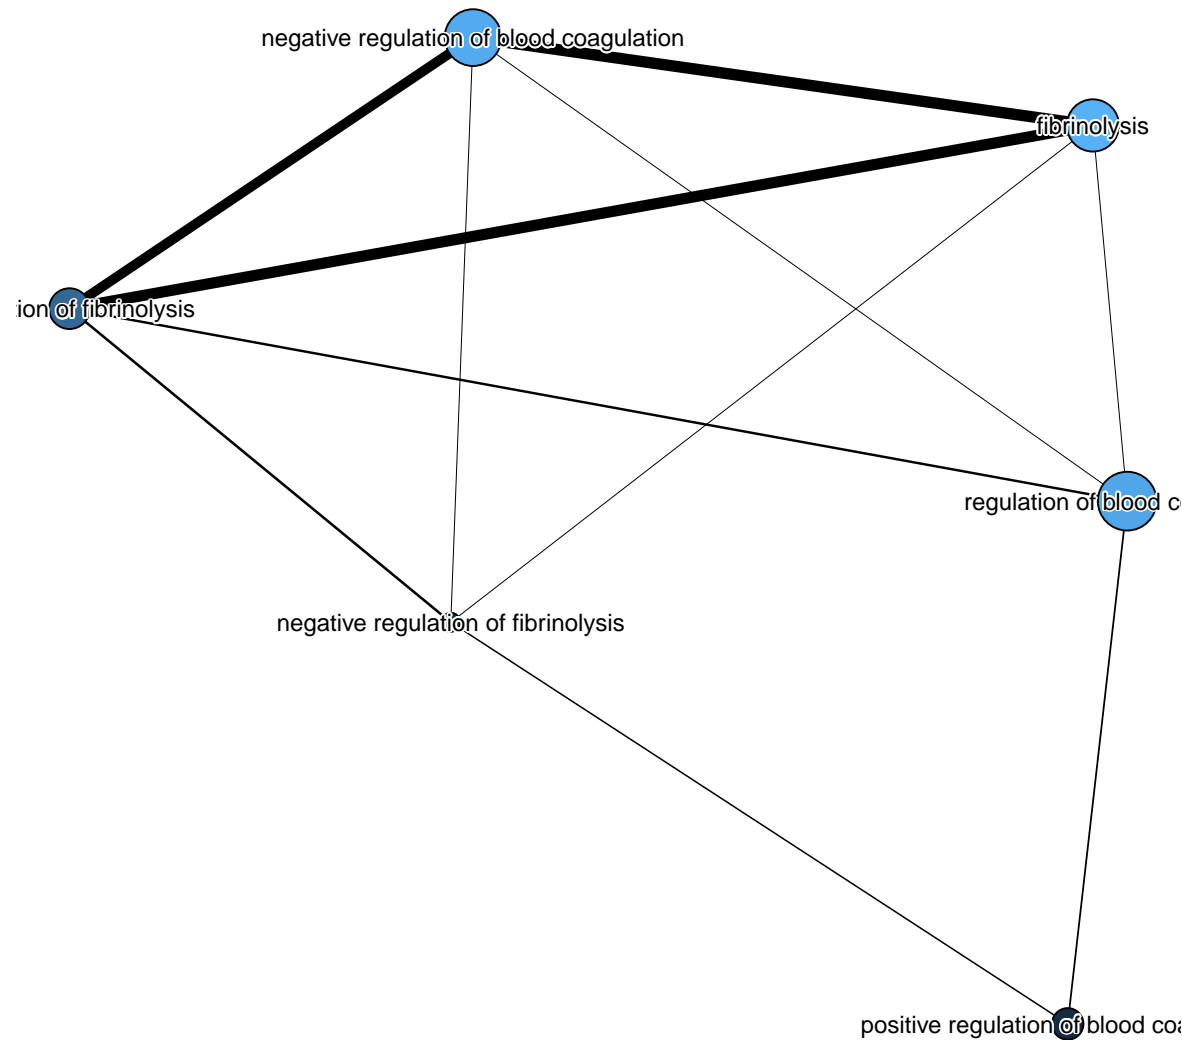 negative regulation of blood coagulation
fibrinolysis
ion of fibrinolysis
regulation of blood c
negative regulation of fibrinolysis
positive regulation of blood coa